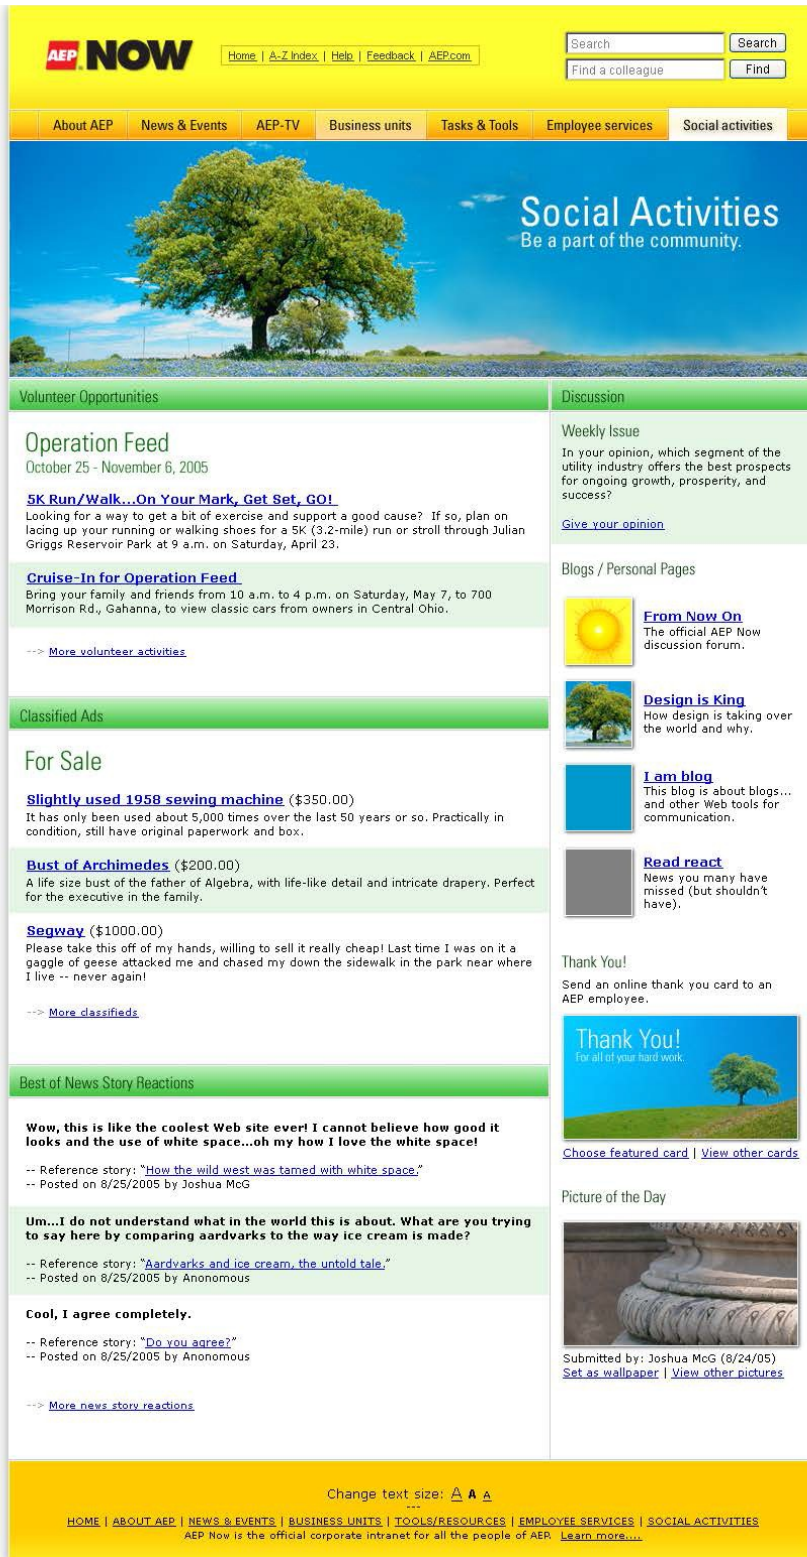 AEP NOW
Home | A-Z Index | Help | Feedback | AEP.com
Search Search
Find a colleague Find
About AEP News & Events AEP-TV Business units Tasks & Tools Employee services Social activities
Social Activities
Be a part of the community.
Volunteer Opportunities
Operation Feed
October 25 - November 6, 2005
5K Run/Walk...On Your Mark, Get Set, GO!
Looking for a way to get a bit of exercise and support a good cause? If so, plan on
lacing up your running or walking shoes for a 5K (3.2-mile) run or stroll through Julian
Griggs Reservoir Park at 9 a.m. on Saturday, April 23.
Cruise-In for Operation Feed
Bring your family and friends from 10 a.m. to 4 p.m. on Saturday, May 7, to 700
Morrison Rd., Gahanna, to view classic cars from owners in Central Ohio.
--> More volunteer activities
Classified Ads
For Sale
Slightly used 1958 sewing machine ($350.00)
It has only been used about 5,000 times over the last 50 years or so. Practically in
condition, still have original paperwork and box.
Bust of Archimedes ($200.00)
A life size bust of the father of Algebra, with life-like detail and intricate drapery. Perfect
for the executive in the family.
Segway ($1000.00)
Please take this off of my hands, willing to sell it really cheap! Last time I was on it a
gaggle of geese attacked me and chased my down the sidewalk in the park near where
I live -- never again!
--> More classifieds
Best of News Story Reactions
Wow, this is like the coolest Web site ever! I cannot believe how good it
looks and the use of white space...oh my how I love the white space!
-- Reference story: "How the wild west was tamed with white space."
-- Posted on 8/25/2005 by Joshua McG
Um...I do not understand what in the world this is about. What are you trying
to say here by comparing aardvarks to the way ice cream is made?
-- Reference story: "Aardvarks and ice cream, the untold tale."
-- Posted on 8/25/2005 by Anonomous
Cool, I agree completely.
-- Reference story: "Do you agree?"
-- Posted on 8/25/2005 by Anonomous
--> More news story reactions
Discussion
Weekly Issue
In your opinion, which segment of the
utility industry offers the best prospects
for ongoing growth, prosperity, and
success?
Give your opinion
Blogs / Personal Pages
From Now On
The official AEP Now
discussion forum.
Design is King
How design is taking over
the world and why.
I am blog
This blog is about blogs...
and other Web tools for
communication.
Read react
News you many have
missed (but shouldn't
have).
Thank You!
Send an online thank you card to an
AEP employee.
Thank You!
For all of your hard work.
Choose featured card | View other cards
Picture of the Day
Submitted by: Joshua McG (8/24/05)
Set as wallpaper | View other pictures
Change text size: A A A
---
HOME | ABOUT AEP | NEWS & EVENTS | BUSINESS UNITS | TOOLS/RESOURCES | EMPLOYEE SERVICES | SOCIAL ACTIVITIES
AEP Now is the official corporate intranet for all the people of AEP. Learn more....